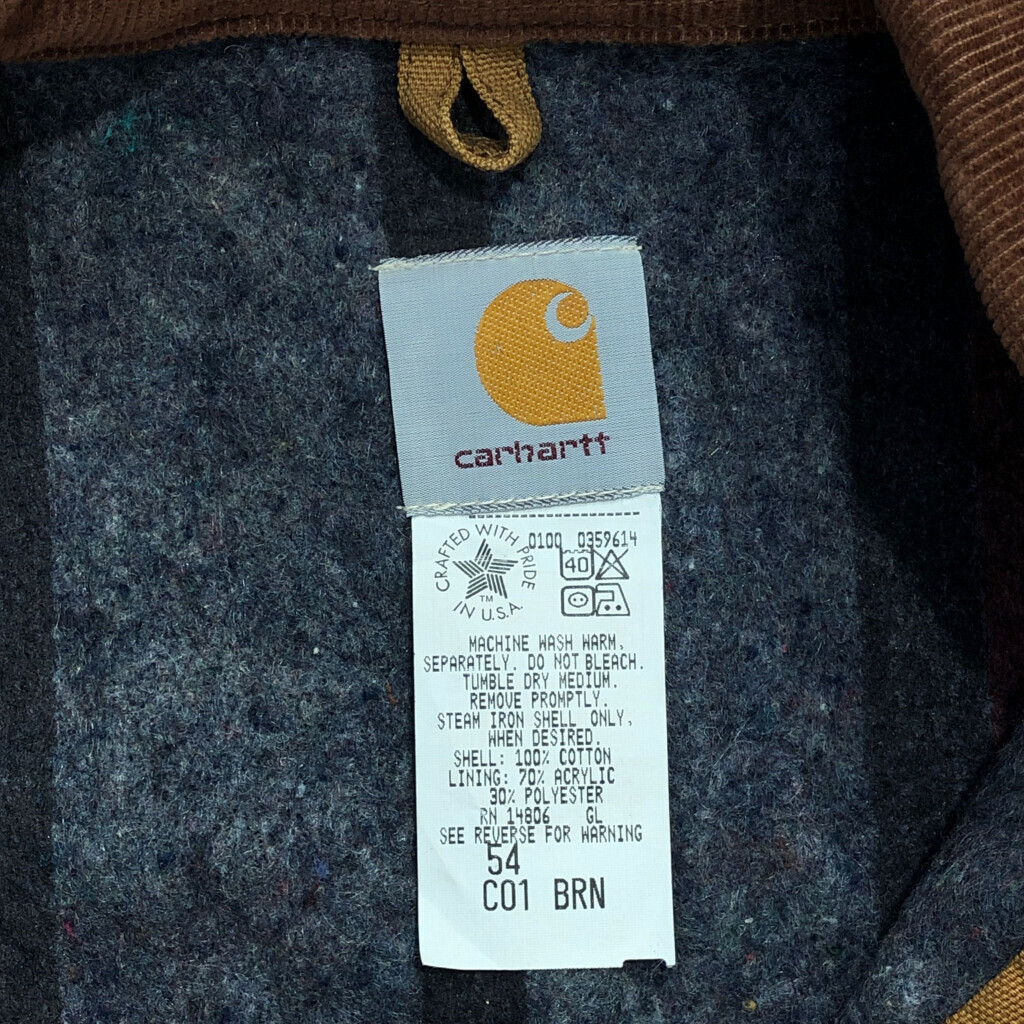 carhartt
CRAFTED WITH PRIDE
IN U.S.A.
TM
0100 0359614
40
MACHINE WASH WARM,
SEPARATELY. DO NOT BLEACH.
TUMBLE DRY MEDIUM.
REMOVE PROMPTLY.
STEAM IRON SHELL ONLY,
WHEN DESIRED.
SHELL: 100% COTTON
LINING: 70% ACRYLIC
30% POLYESTER
RN 14806 GL
SEE REVERSE FOR WARNING
54
C01 BRN